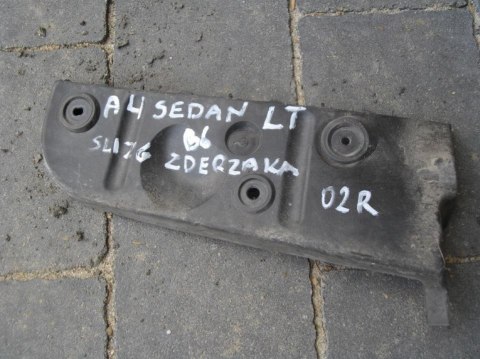 A4 SEDAN LT
B6
SLIZG ZDERZAKA
02R